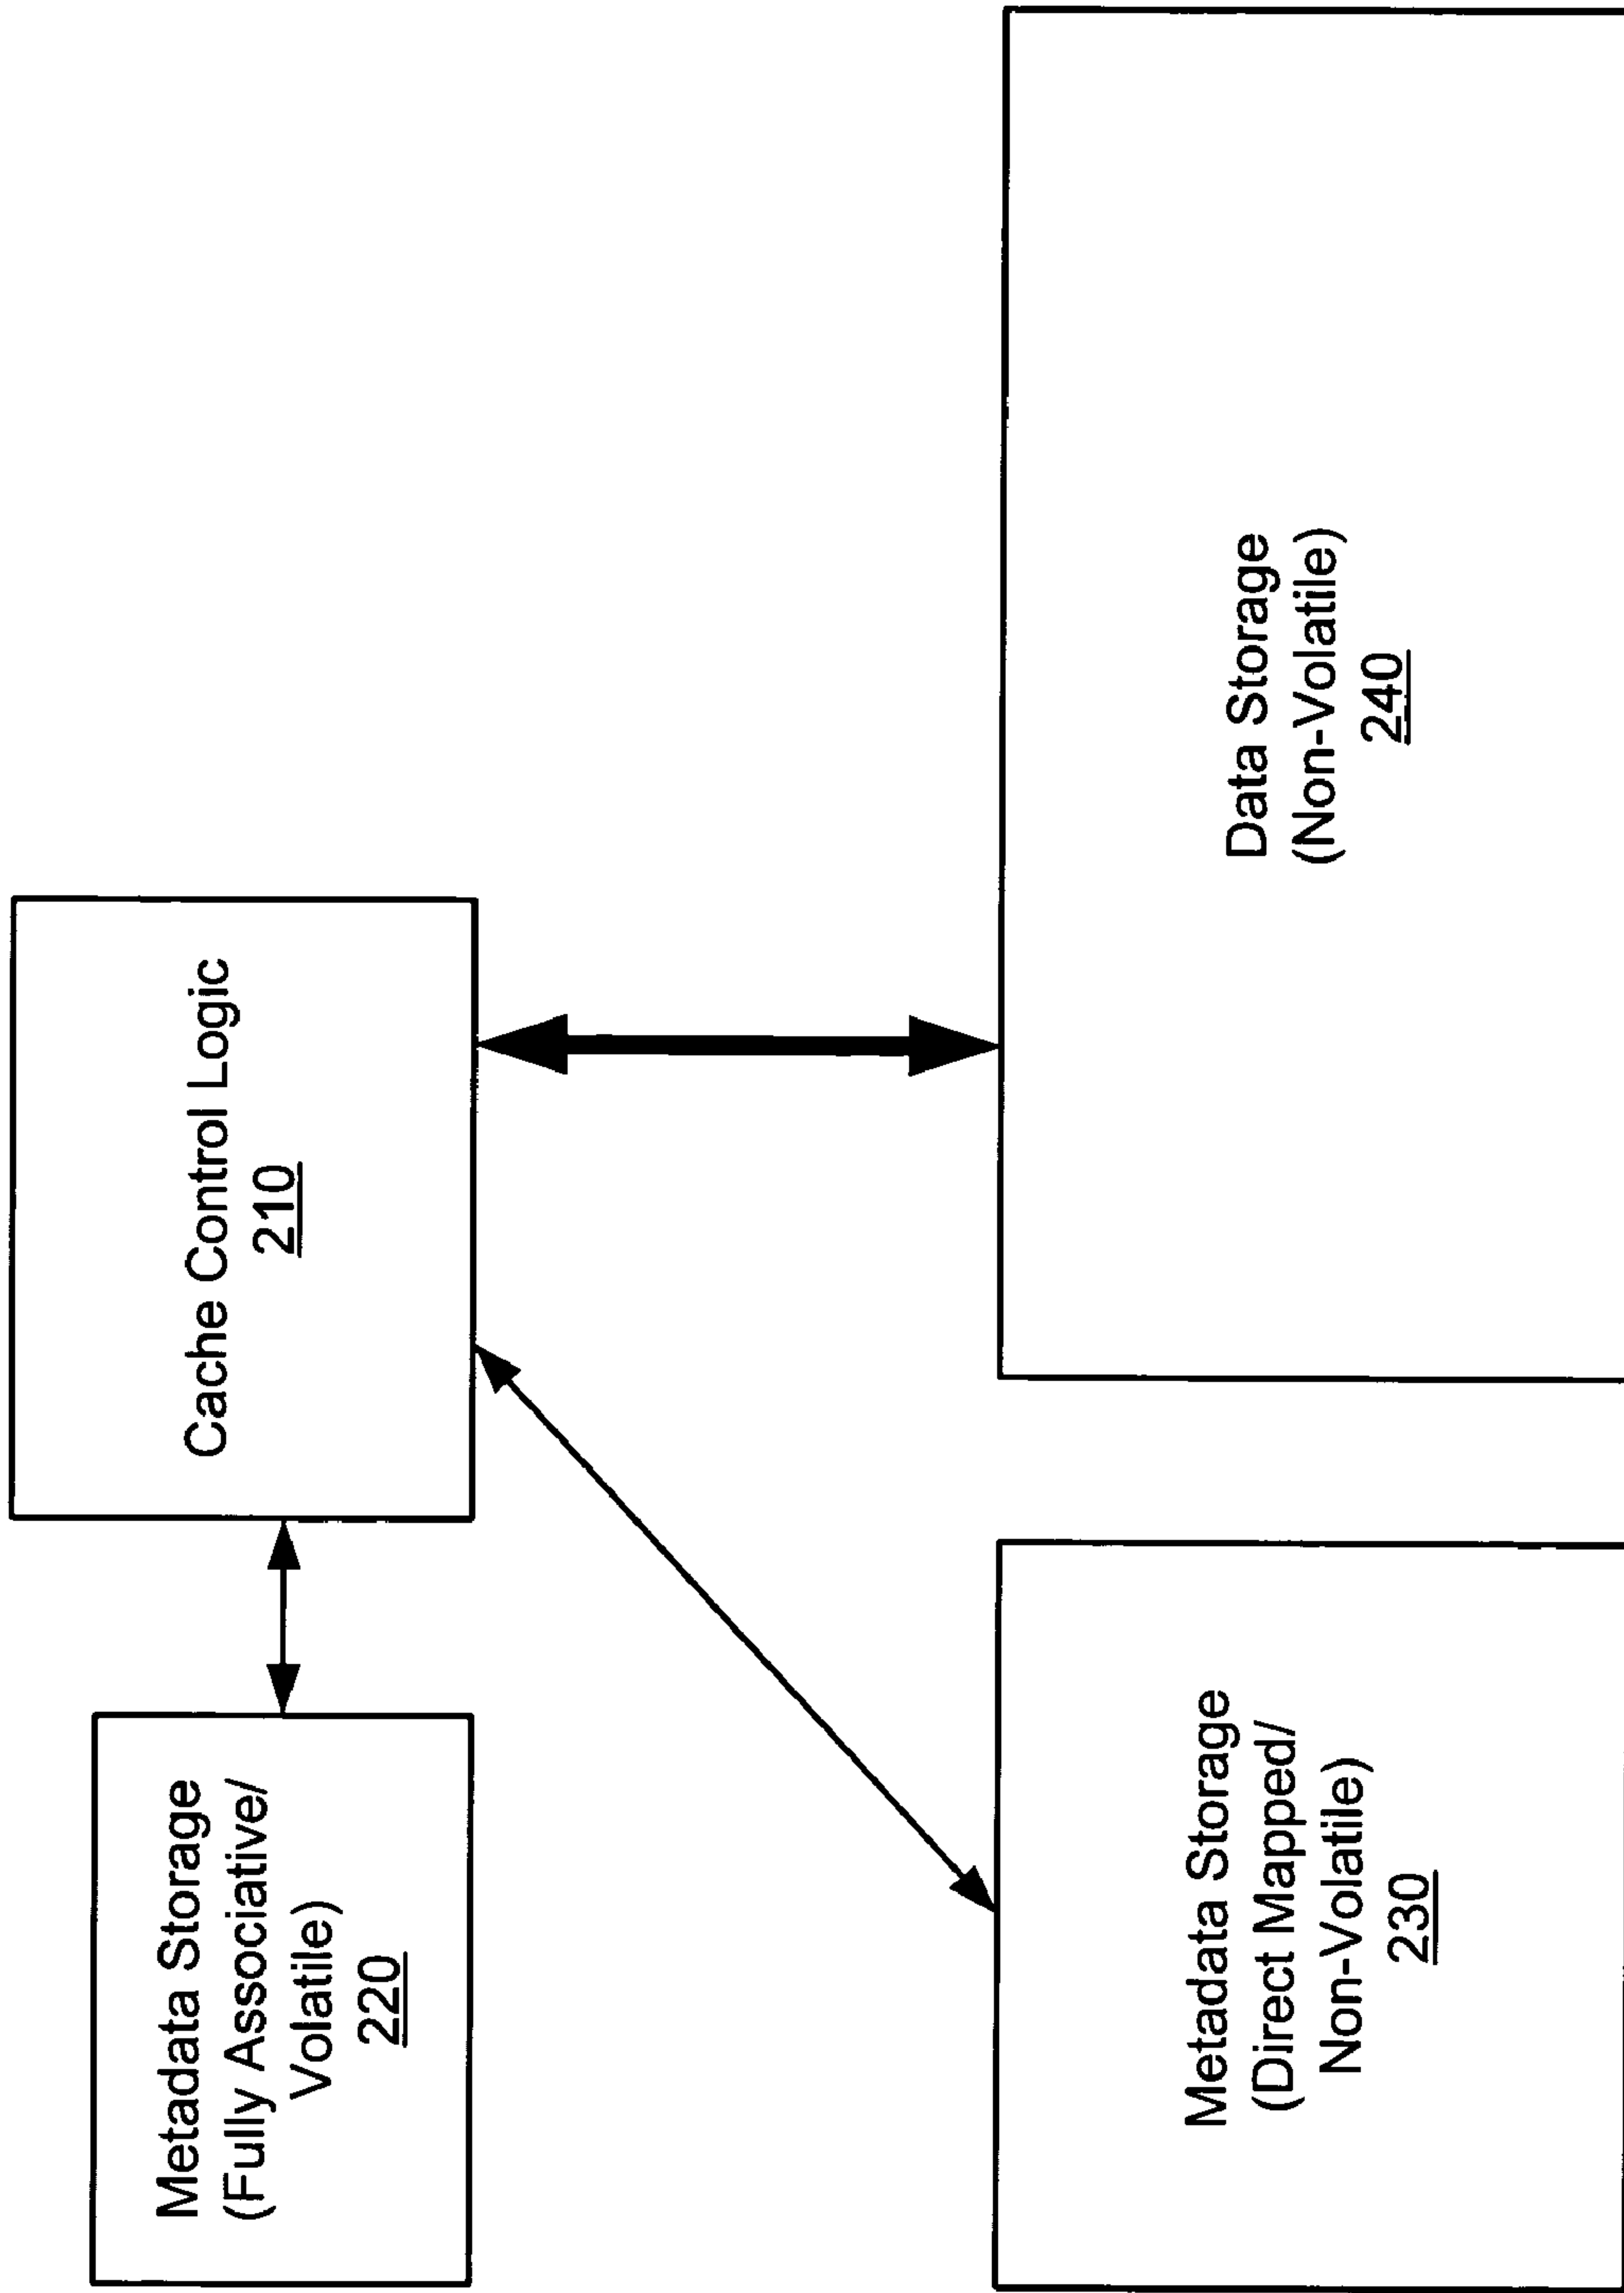 Metadata Storage
(Fully Associative/
Volatile)
220
Cache Control Logic
210
Metadata Storage
(Direct Mapped/
Non-Volatile)
230
Data Storage
(Non-Volatile)
240